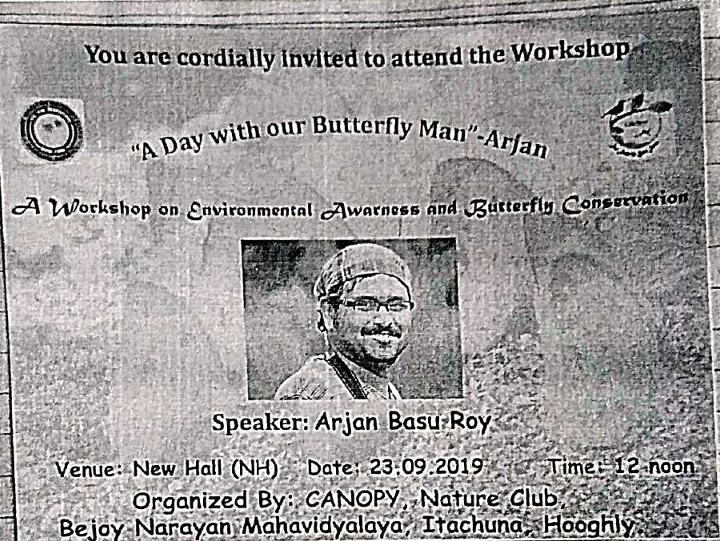 You are cordially invited to attend the Workshop
"A Day with our Butterfly Man"-Arjan
A Workshop on Environmental Awarness and Butterfly Conservation
Speaker: Arjan Basu Roy
Venue: New Hall (NH) Date: 23.09.2019 Time: 12 noon
Organized By: CANOPY, Nature Club,
Bejoy Narayan Mahavidyalaya, Itachuna, Hooghly